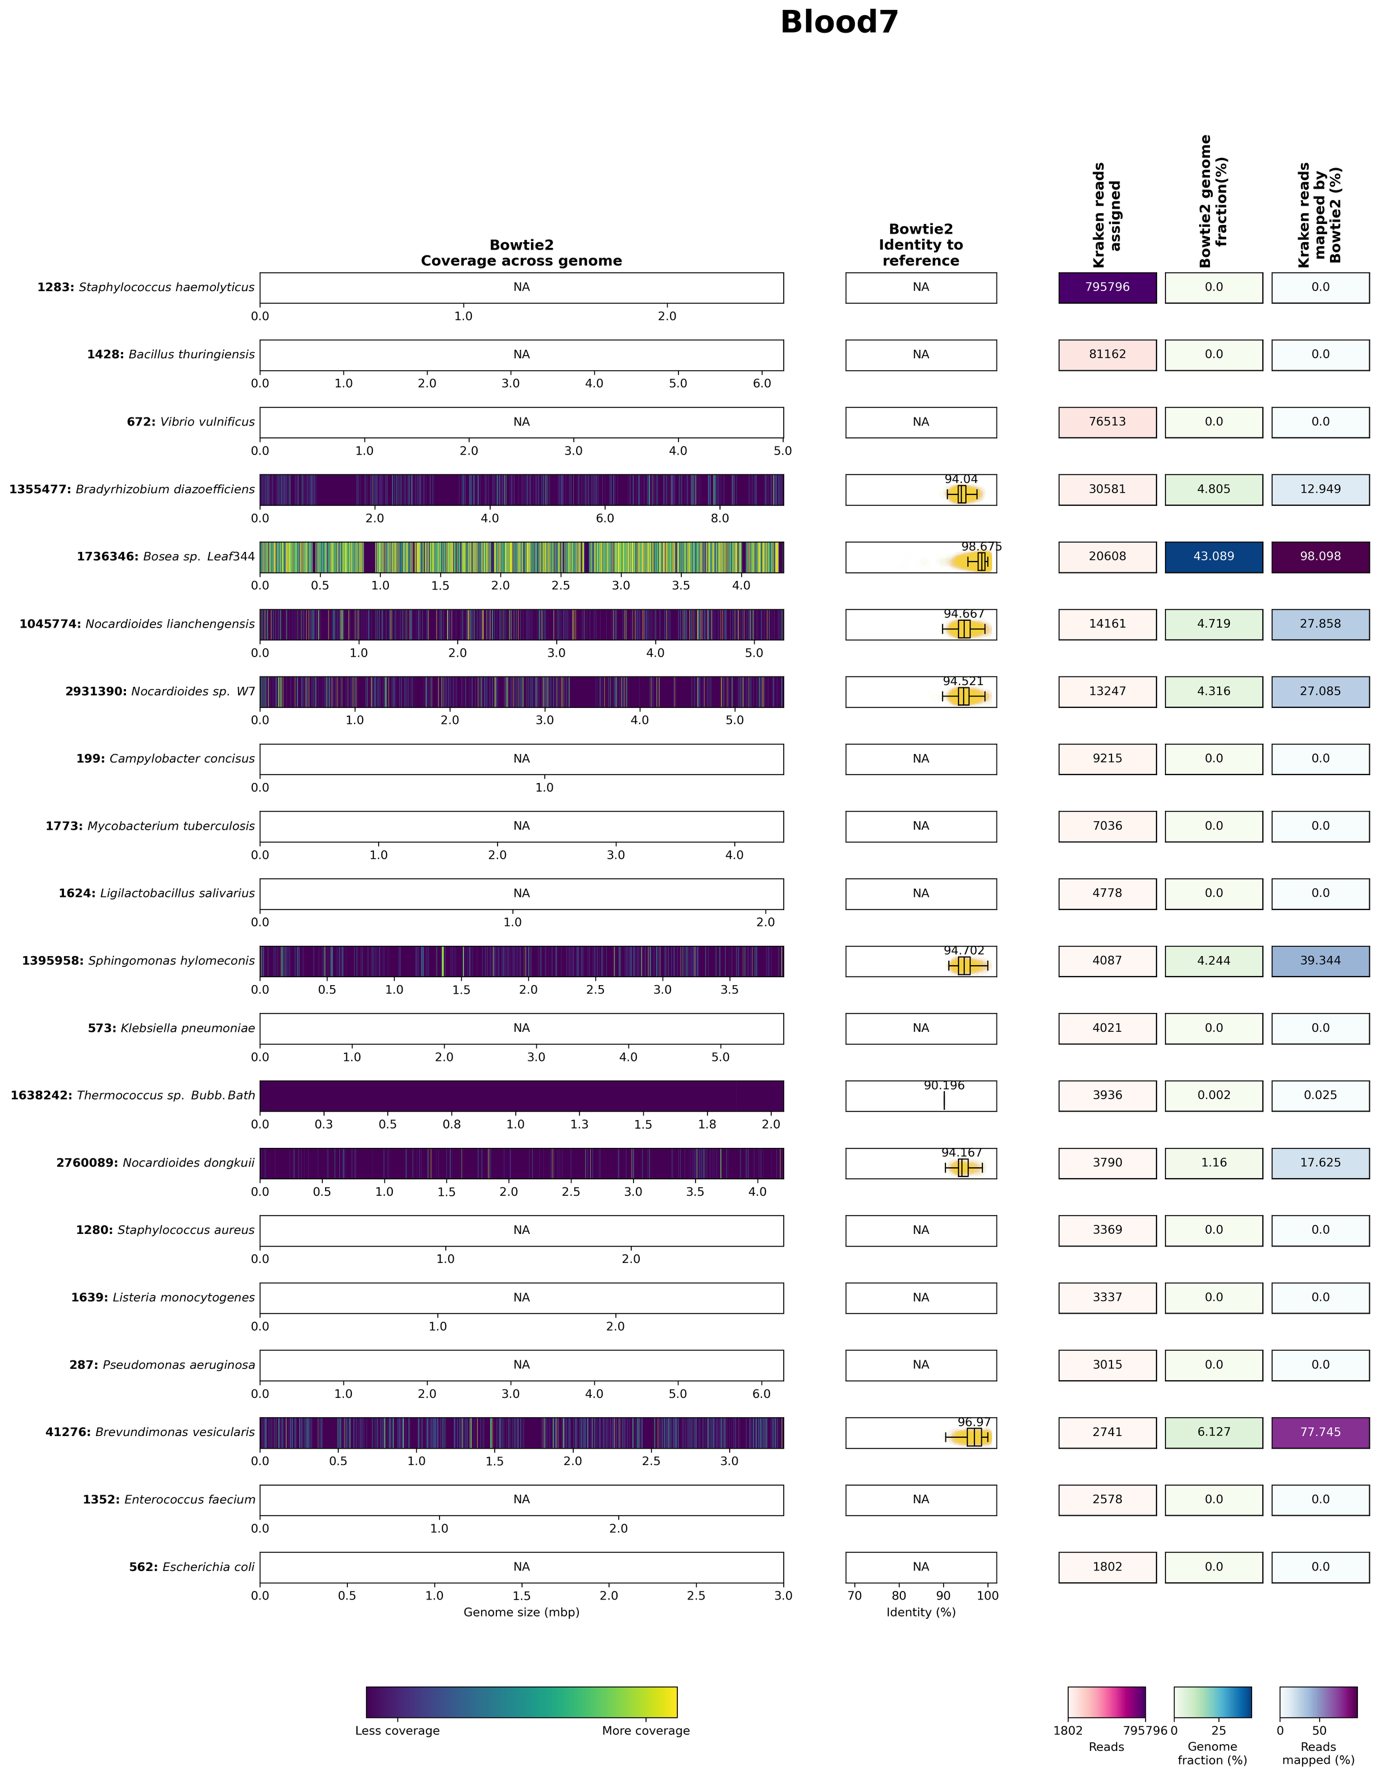 Blood7
Bowtie2
Coverage across genome
Bowtie2
Identity to
reference
Kraken reads
assigned
Bowtie2 genome
fraction(%)
Kraken reads
mapped by
Bowtie2 (%)
1283: Staphylococcus haemolyticus NA NA 795796 0.0 0.0
0.0 1.0 2.0
1428: Bacillus thuringiensis NA NA 81162 0.0 0.0
0.0 1.0 2.0 3.0 4.0 5.0 6.0
672: Vibrio vulnificus NA NA 76513 0.0 0.0
0.0 1.0 2.0 3.0 4.0 5.0
1355477: Bradyrhizobium diazoefficiens 94.04 30581 4.805 12.949
0.0 2.0 4.0 6.0 8.0
1736346: Bosea sp. Leaf344 98.675 20608 43.089 98.098
0.0 0.5 1.0 1.5 2.0 2.5 3.0 3.5 4.0
1045774: Nocardioides lianchengensis 94.667 14161 4.719 27.858
0.0 1.0 2.0 3.0 4.0 5.0
2931390: Nocardioides sp. W7 94.521 13247 4.316 27.085
0.0 1.0 2.0 3.0 4.0 5.0
199: Campylobacter concisus NA NA 9215 0.0 0.0
0.0 1.0
1773: Mycobacterium tuberculosis NA NA 7036 0.0 0.0
0.0 1.0 2.0 3.0 4.0
1624: Ligilactobacillus salivarius NA NA 4778 0.0 0.0
0.0 1.0 2.0
1395958: Sphingomonas hylomeconis 94.702 4087 4.244 39.344
0.0 0.5 1.0 1.5 2.0 2.5 3.0 3.5
573: Klebsiella pneumoniae NA NA 4021 0.0 0.0
0.0 1.0 2.0 3.0 4.0 5.0
1638242: Thermococcus sp. Bubb.Bath 90.196 3936 0.002 0.025
0.0 0.3 0.5 0.8 1.0 1.3 1.5 1.8 2.0
2760089: Nocardioides dongkuii 94.167 3790 1.16 17.625
0.0 0.5 1.0 1.5 2.0 2.5 3.0 3.5 4.0
1280: Staphylococcus aureus NA NA 3369 0.0 0.0
0.0 1.0 2.0
1639: Listeria monocytogenes NA NA 3337 0.0 0.0
0.0 1.0 2.0
287: Pseudomonas aeruginosa NA NA 3015 0.0 0.0
0.0 1.0 2.0 3.0 4.0 5.0 6.0
41276: Brevundimonas vesicularis 96.97 2741 6.127 77.745
0.0 0.5 1.0 1.5 2.0 2.5 3.0
1352: Enterococcus faecium NA NA 2578 0.0 0.0
0.0 1.0 2.0
562: Escherichia coli NA NA 1802 0.0 0.0
0.0 0.5 1.0 1.5 2.0 2.5 3.0 70 80 90 100
Genome size (mbp) Identity (%)
Less coverage More coverage
1802 795796 0 25 0 50
Reads
Genome
fraction (%)
Reads
mapped (%)